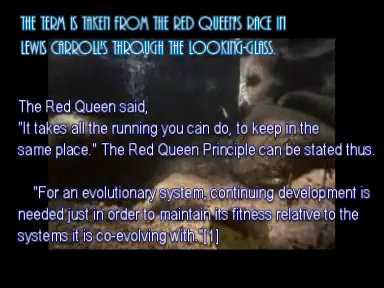 THE TERM IS TAKEN FROM THE RED QUEEN'S RACE IN
LEWIS CARROLL'S THROUGH THE LOOKING-GLASS.
The Red Queen said,
"It takes all the running you can do, to keep in the
same place." The Red Queen Principle can be stated thus.
"For an evolutionary system, continuing development is
needed just in order to maintain its fitness relative to the
systems it is co-evolving with."[1]